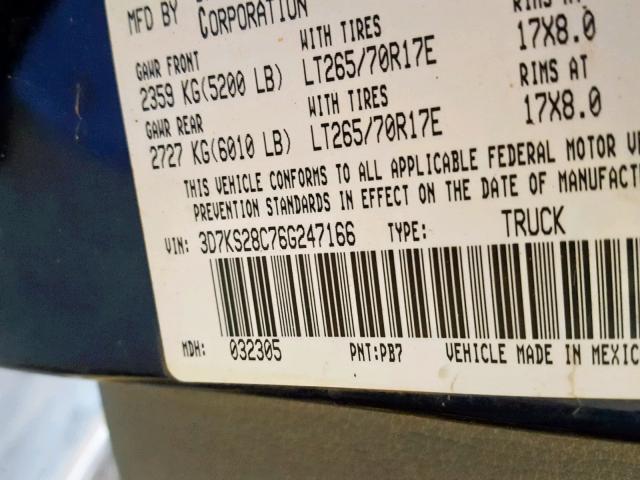 MFD BY
CORPORATION
RIMS AT
GAWR FRONT WITH TIRES 17X8.0
2359 KG(5200 LB) LT265/70R17E RIMS AT
GAWR REAR WITH TIRES 17X8.0
2727 KG(6010 LB) LT265/70R17E
THIS VEHICLE CONFORMS TO ALL APPLICABLE FEDERAL MOTOR VE
PREVENTION STANDARDS IN EFFECT ON THE DATE OF MANUFACT
VIN: 3D7KS28C76G247166 TYPE: TRUCK
MDH: 032305 PNT:PB7 VEHICLE MADE IN MEXIC